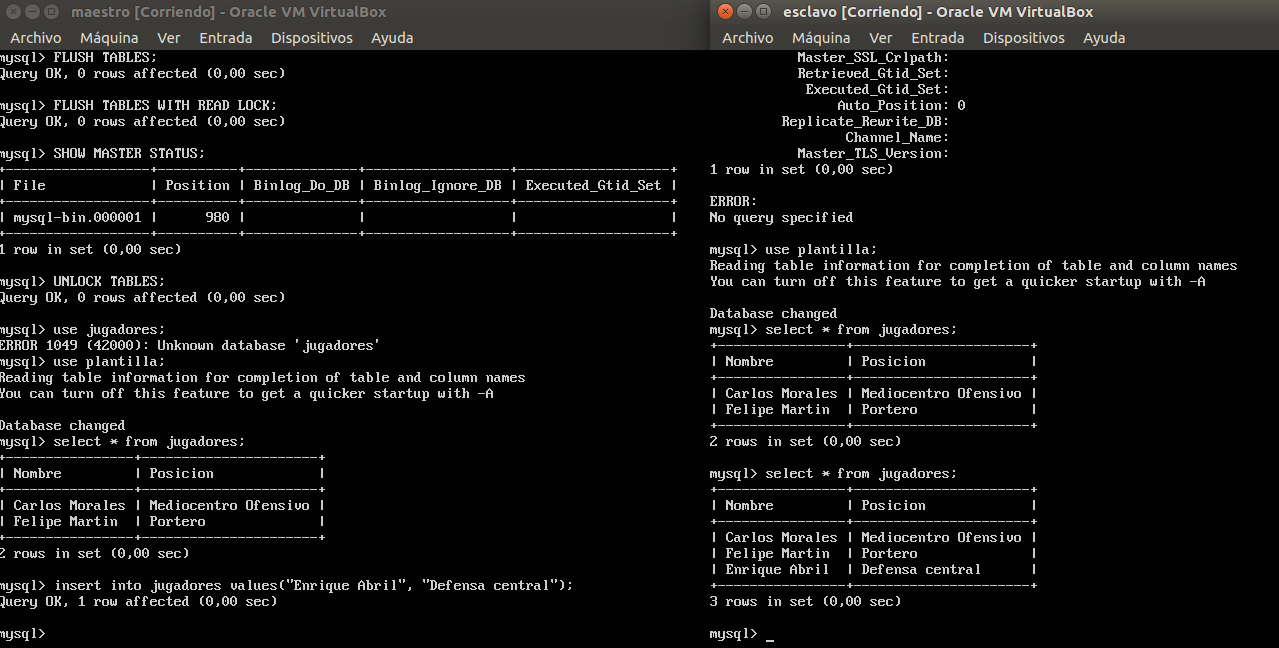 maestro [Corriendo] - Oracle VM VirtualBox
Archivo Máquina Ver Entrada Dispositivos Ayuda
mysql> FLUSH TABLES;
Query OK, 0 rows affected (0,00 sec)
mysql> FLUSH TABLES WITH READ LOCK;
Query OK, 0 rows affected (0,00 sec)
mysql> SHOW MASTER STATUS;
+------------------+----------+--------------+------------------+-------------------+
| File | Position | Binlog_Do_DB | Binlog_Ignore_DB | Executed_Gtid_Set |
+------------------+----------+--------------+------------------+-------------------+
| mysql-bin.000001 | 980 | | | |
+------------------+----------+--------------+------------------+-------------------+
1 row in set (0,00 sec)
mysql> UNLOCK TABLES;
Query OK, 0 rows affected (0,00 sec)
mysql> use jugadores;
ERROR 1049 (42000): Unknown database 'jugadores'
mysql> use plantilla;
Reading table information for completion of table and column names
You can turn off this feature to get a quicker startup with -A
Database changed
mysql> select * from jugadores;
+----------------+----------------------+
| Nombre | Posicion |
+----------------+----------------------+
| Carlos Morales | Mediocentro Ofensivo |
| Felipe Martin | Portero |
+----------------+----------------------+
2 rows in set (0,00 sec)
mysql> insert into jugadores values("Enrique Abril", "Defensa central");
Query OK, 1 row affected (0,00 sec)
mysql>
esclavo [Corriendo] - Oracle VM VirtualBox
Archivo Máquina Ver Entrada Dispositivos Ayuda
Master_SSL_Crlpath:
Retrieved_Gtid_Set:
Executed_Gtid_Set:
Auto_Position: 0
Replicate_Rewrite_DB:
Channel_Name:
Master_TLS_Version:
1 row in set (0,00 sec)
ERROR:
No query specified
mysql> use plantilla;
Reading table information for completion of table and column names
You can turn off this feature to get a quicker startup with -A
Database changed
mysql> select * from jugadores;
+----------------+----------------------+
| Nombre | Posicion |
+----------------+----------------------+
| Carlos Morales | Mediocentro Ofensivo |
| Felipe Martin | Portero |
+----------------+----------------------+
2 rows in set (0,00 sec)
mysql> select * from jugadores;
+----------------+----------------------+
| Nombre | Posicion |
+----------------+----------------------+
| Carlos Morales | Mediocentro Ofensivo |
| Felipe Martin | Portero |
| Enrique Abril | Defensa central |
+----------------+----------------------+
3 rows in set (0,00 sec)
mysql> _